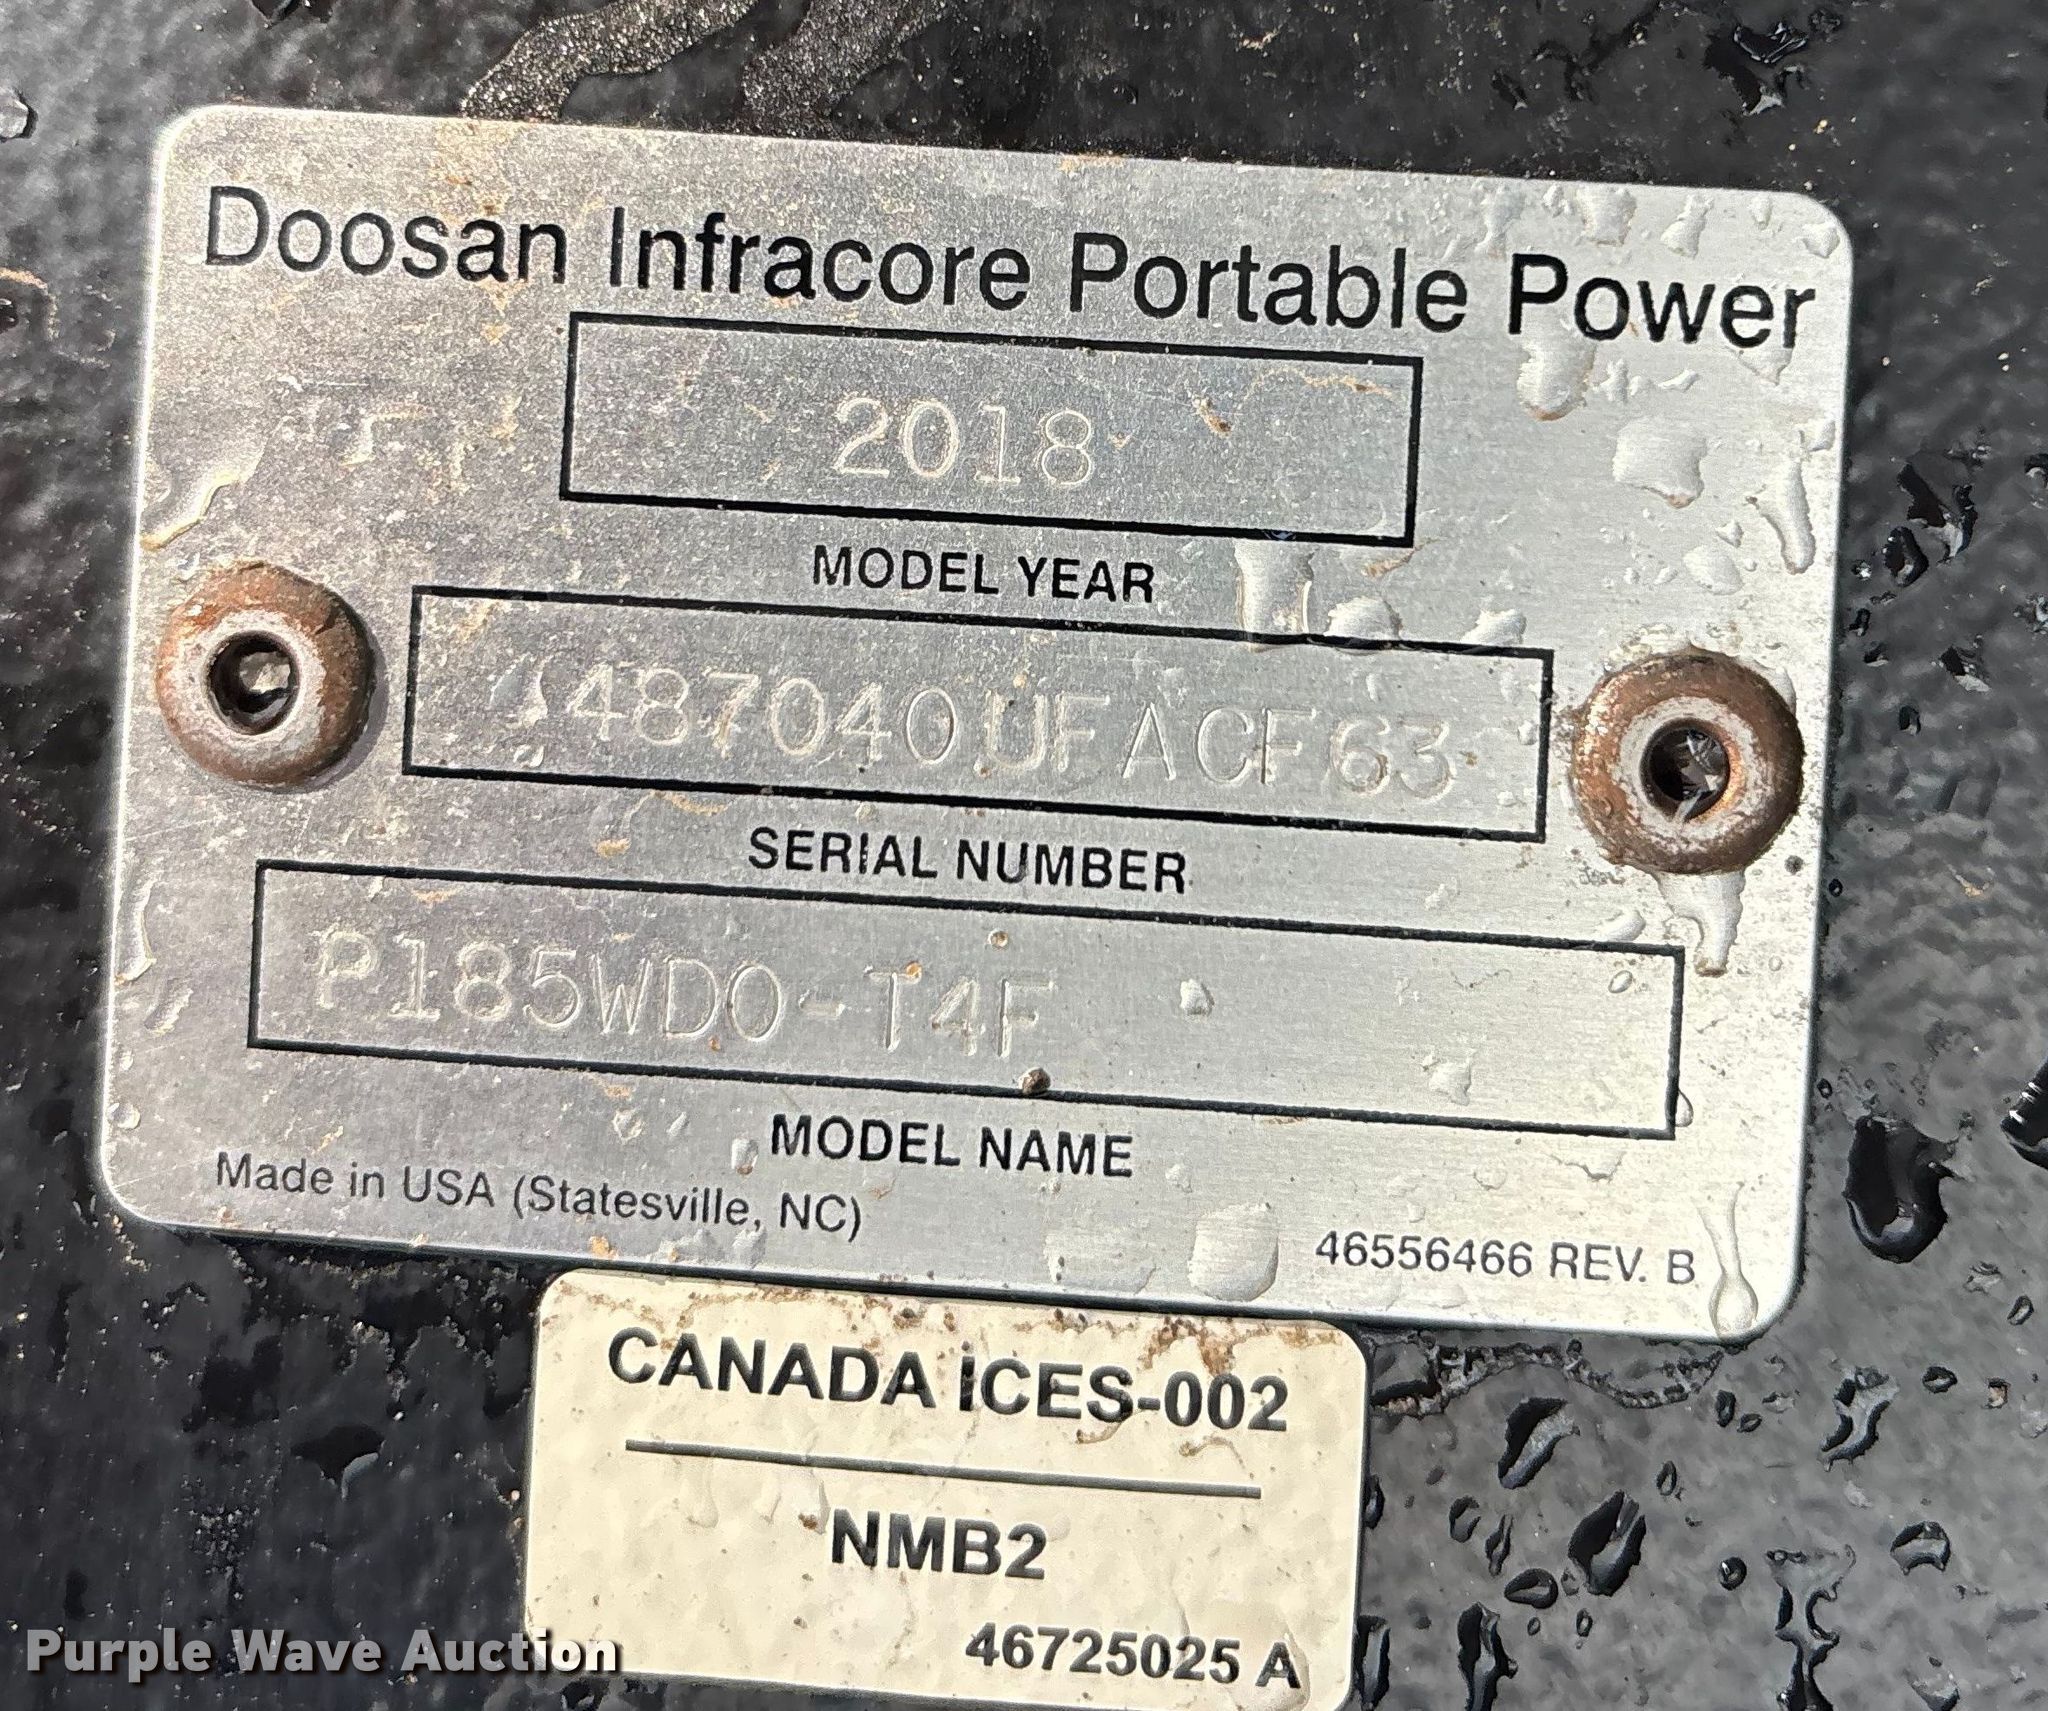 Doosan Infracore Portable Power
2018
MODEL YEAR
487040UFACF63
SERIAL NUMBER
P185WDO-T4F
MODEL NAME
Made in USA (Statesville, NC)
46556466 REV. B
CANADA ICES-002
NMB2
46725025 A
Purple Wave Auction